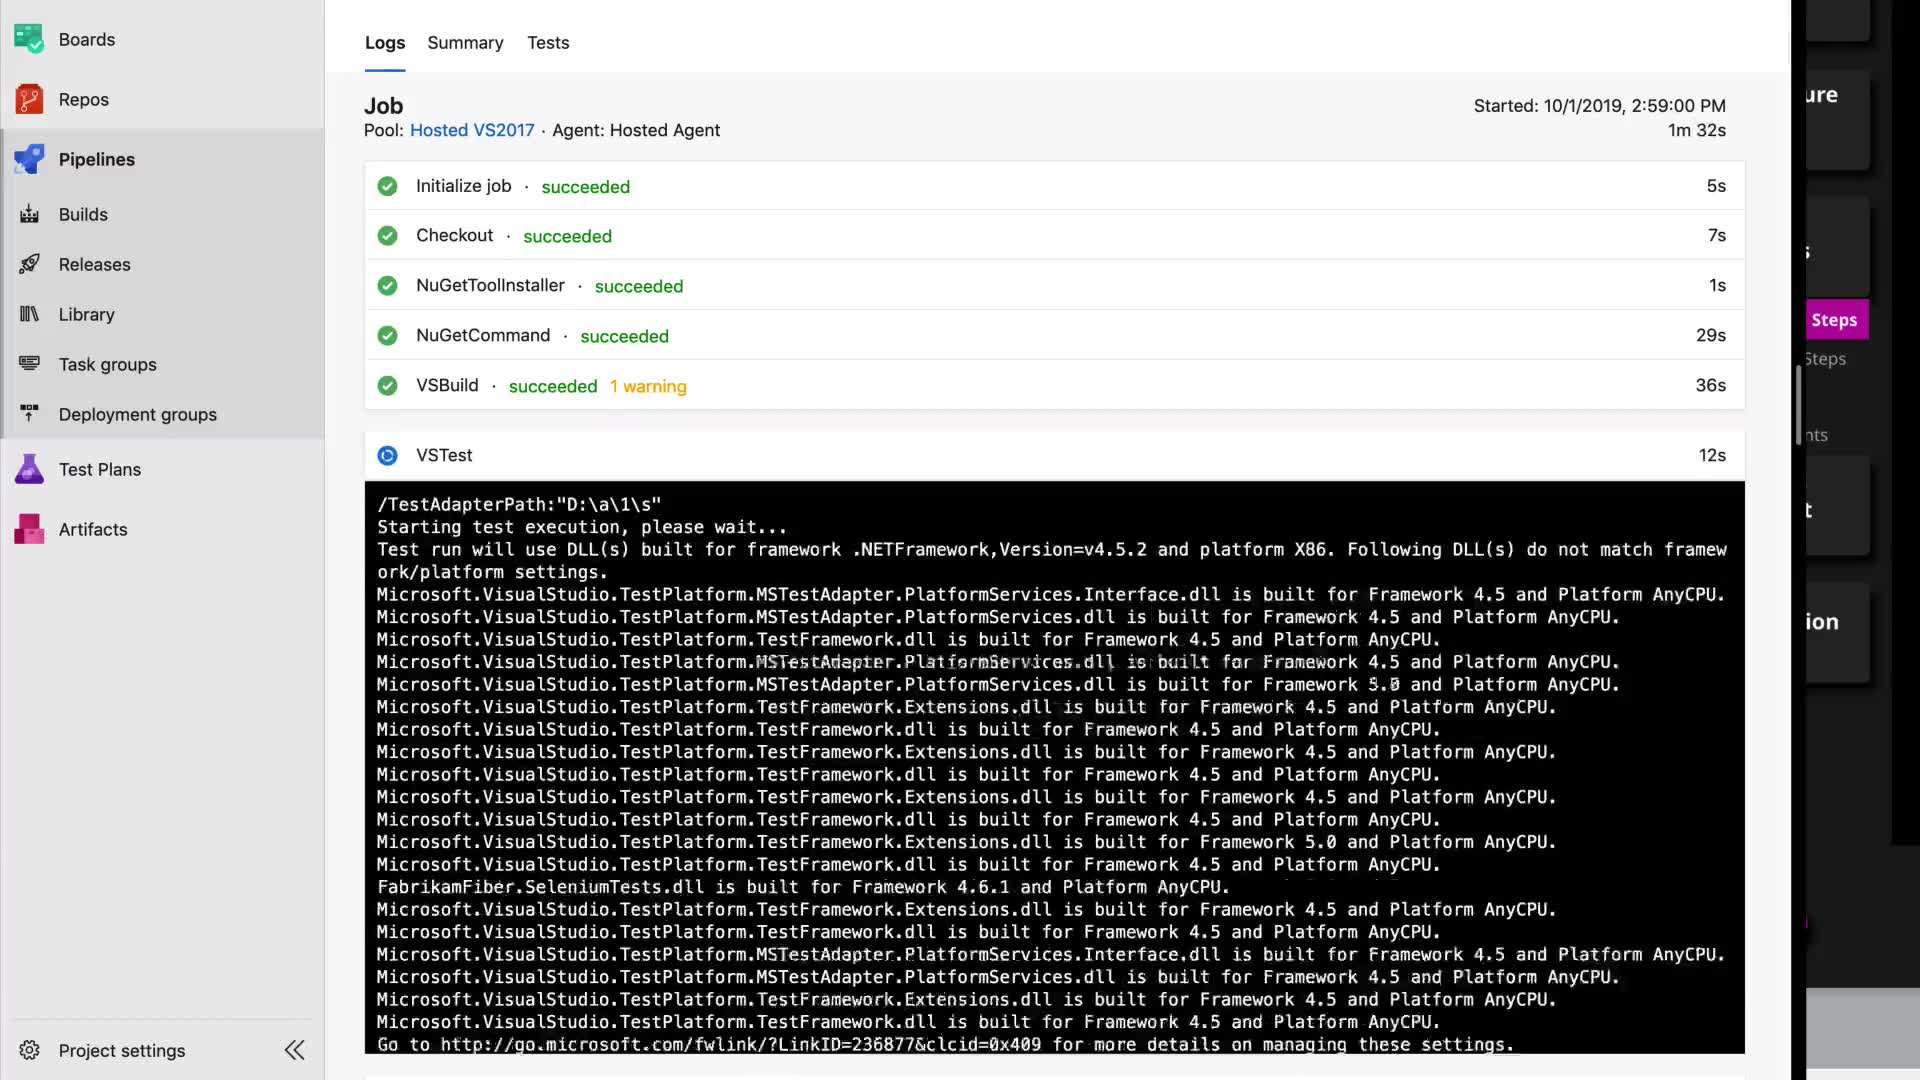 Boards
Repos
Pipelines
Builds
Releases
Library
Task groups
Deployment groups
Test Plans
Artifacts
Project settings
Logs Summary Tests
Job
Pool: Hosted VS2017 · Agent: Hosted Agent
Started: 10/1/2019, 2:59:00 PM
1m 32s
Initialize job · succeeded 5s
Checkout · succeeded 7s
NuGetToolInstaller · succeeded 1s
NuGetCommand · succeeded 29s
VSBuild · succeeded 1 warning 36s
VSTest 12s
/TestAdapterPath:"D:\a\1\s"
Starting test execution, please wait...
Test run will use DLL(s) built for framework .NETFramework,Version=v4.5.2 and platform X86. Following DLL(s) do not match framew
ork/platform settings.
Microsoft.VisualStudio.TestPlatform.MSTestAdapter.PlatformServices.Interface.dll is built for Framework 4.5 and Platform AnyCPU.
Microsoft.VisualStudio.TestPlatform.MSTestAdapter.PlatformServices.dll is built for Framework 4.5 and Platform AnyCPU.
Microsoft.VisualStudio.TestPlatform.TestFramework.dll is built for Framework 4.5 and Platform AnyCPU.
Microsoft.VisualStudio.TestPlatform.MSTestAdapter.PlatformServices.dll is built for Framework 4.5 and Platform AnyCPU.
Microsoft.VisualStudio.TestPlatform.MSTestAdapter.PlatformServices.dll is built for Framework 5.0 and Platform AnyCPU.
Microsoft.VisualStudio.TestPlatform.TestFramework.Extensions.dll is built for Framework 4.5 and Platform AnyCPU.
Microsoft.VisualStudio.TestPlatform.TestFramework.dll is built for Framework 4.5 and Platform AnyCPU.
Microsoft.VisualStudio.TestPlatform.TestFramework.Extensions.dll is built for Framework 4.5 and Platform AnyCPU.
Microsoft.VisualStudio.TestPlatform.TestFramework.dll is built for Framework 4.5 and Platform AnyCPU.
Microsoft.VisualStudio.TestPlatform.TestFramework.Extensions.dll is built for Framework 4.5 and Platform AnyCPU.
Microsoft.VisualStudio.TestPlatform.TestFramework.dll is built for Framework 4.5 and Platform AnyCPU.
Microsoft.VisualStudio.TestPlatform.TestFramework.Extensions.dll is built for Framework 5.0 and Platform AnyCPU.
Microsoft.VisualStudio.TestPlatform.TestFramework.dll is built for Framework 4.5 and Platform AnyCPU.
FabrikamFiber.SeleniumTests.dll is built for Framework 4.6.1 and Platform AnyCPU.
Microsoft.VisualStudio.TestPlatform.TestFramework.Extensions.dll is built for Framework 4.5 and Platform AnyCPU.
Microsoft.VisualStudio.TestPlatform.TestFramework.dll is built for Framework 4.5 and Platform AnyCPU.
Microsoft.VisualStudio.TestPlatform.MSTestAdapter.PlatformServices.Interface.dll is built for Framework 4.5 and Platform AnyCPU.
Microsoft.VisualStudio.TestPlatform.MSTestAdapter.PlatformServices.dll is built for Framework 4.5 and Platform AnyCPU.
Microsoft.VisualStudio.TestPlatform.TestFramework.Extensions.dll is built for Framework 4.5 and Platform AnyCPU.
Microsoft.VisualStudio.TestPlatform.TestFramework.dll is built for Framework 4.5 and Platform AnyCPU.
Go to http://go.microsoft.com/fwlink/?LinkID=236877&clcid=0x409 for more details on managing these settings.
Steps
Steps